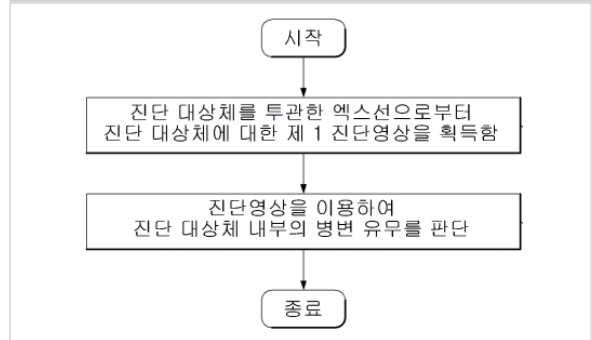 시작
진단 대상체를 투관한 엑스선으로부터
진단 대상체에 대한 제 1 진단영상을 획득함
진단영상을 이용하여
진단 대상체 내부의 병변 유무를 판단
종료